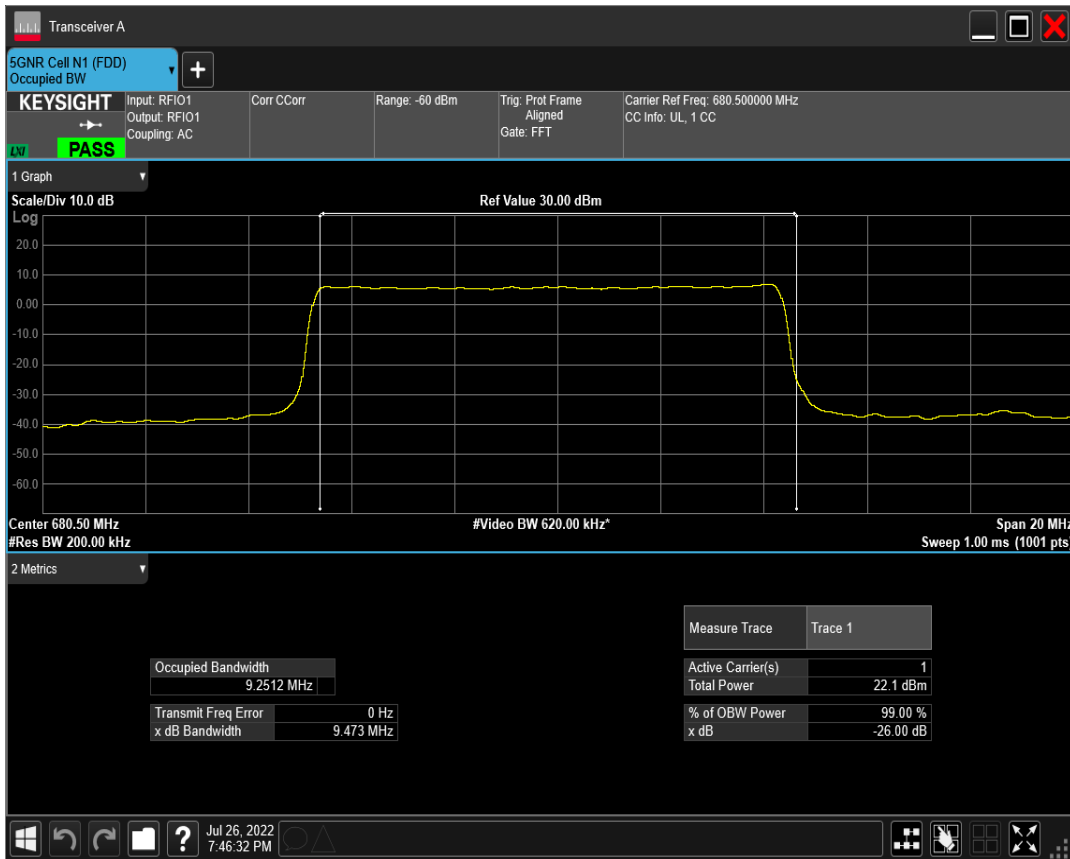 Transceiver A
5GNR Cell N1 (FDD)
Occupied BW
+
KEYSIGHT
LXI
PASS
Input: RFIO1
Output: RFIO1
Coupling: AC
Corr CCorr
Range: -60 dBm
Trig: Prot Frame
Aligned
Gate: FFT
Carrier Ref Freq: 680.500000 MHz
CC Info: UL, 1 CC
1 Graph
Scale/Div 10.0 dB
Ref Value 30.00 dBm
Log
20.0
10.0
0.00
-10.0
-20.0
-30.0
-40.0
-50.0
-60.0
Center 680.50 MHz
#Video BW 620.00 kHz*
Span 20 MHz
#Res BW 200.00 kHz
Sweep 1.00 ms (1001 pts)
2 Metrics
Measure Trace Trace 1
Occupied Bandwidth
9.2512 MHz
Active Carrier(s) 1
Total Power 22.1 dBm
Transmit Freq Error 0 Hz
x dB Bandwidth 9.473 MHz
% of OBW Power 99.00 %
x dB -26.00 dB
?
Jul 26, 2022
7:46:32 PM